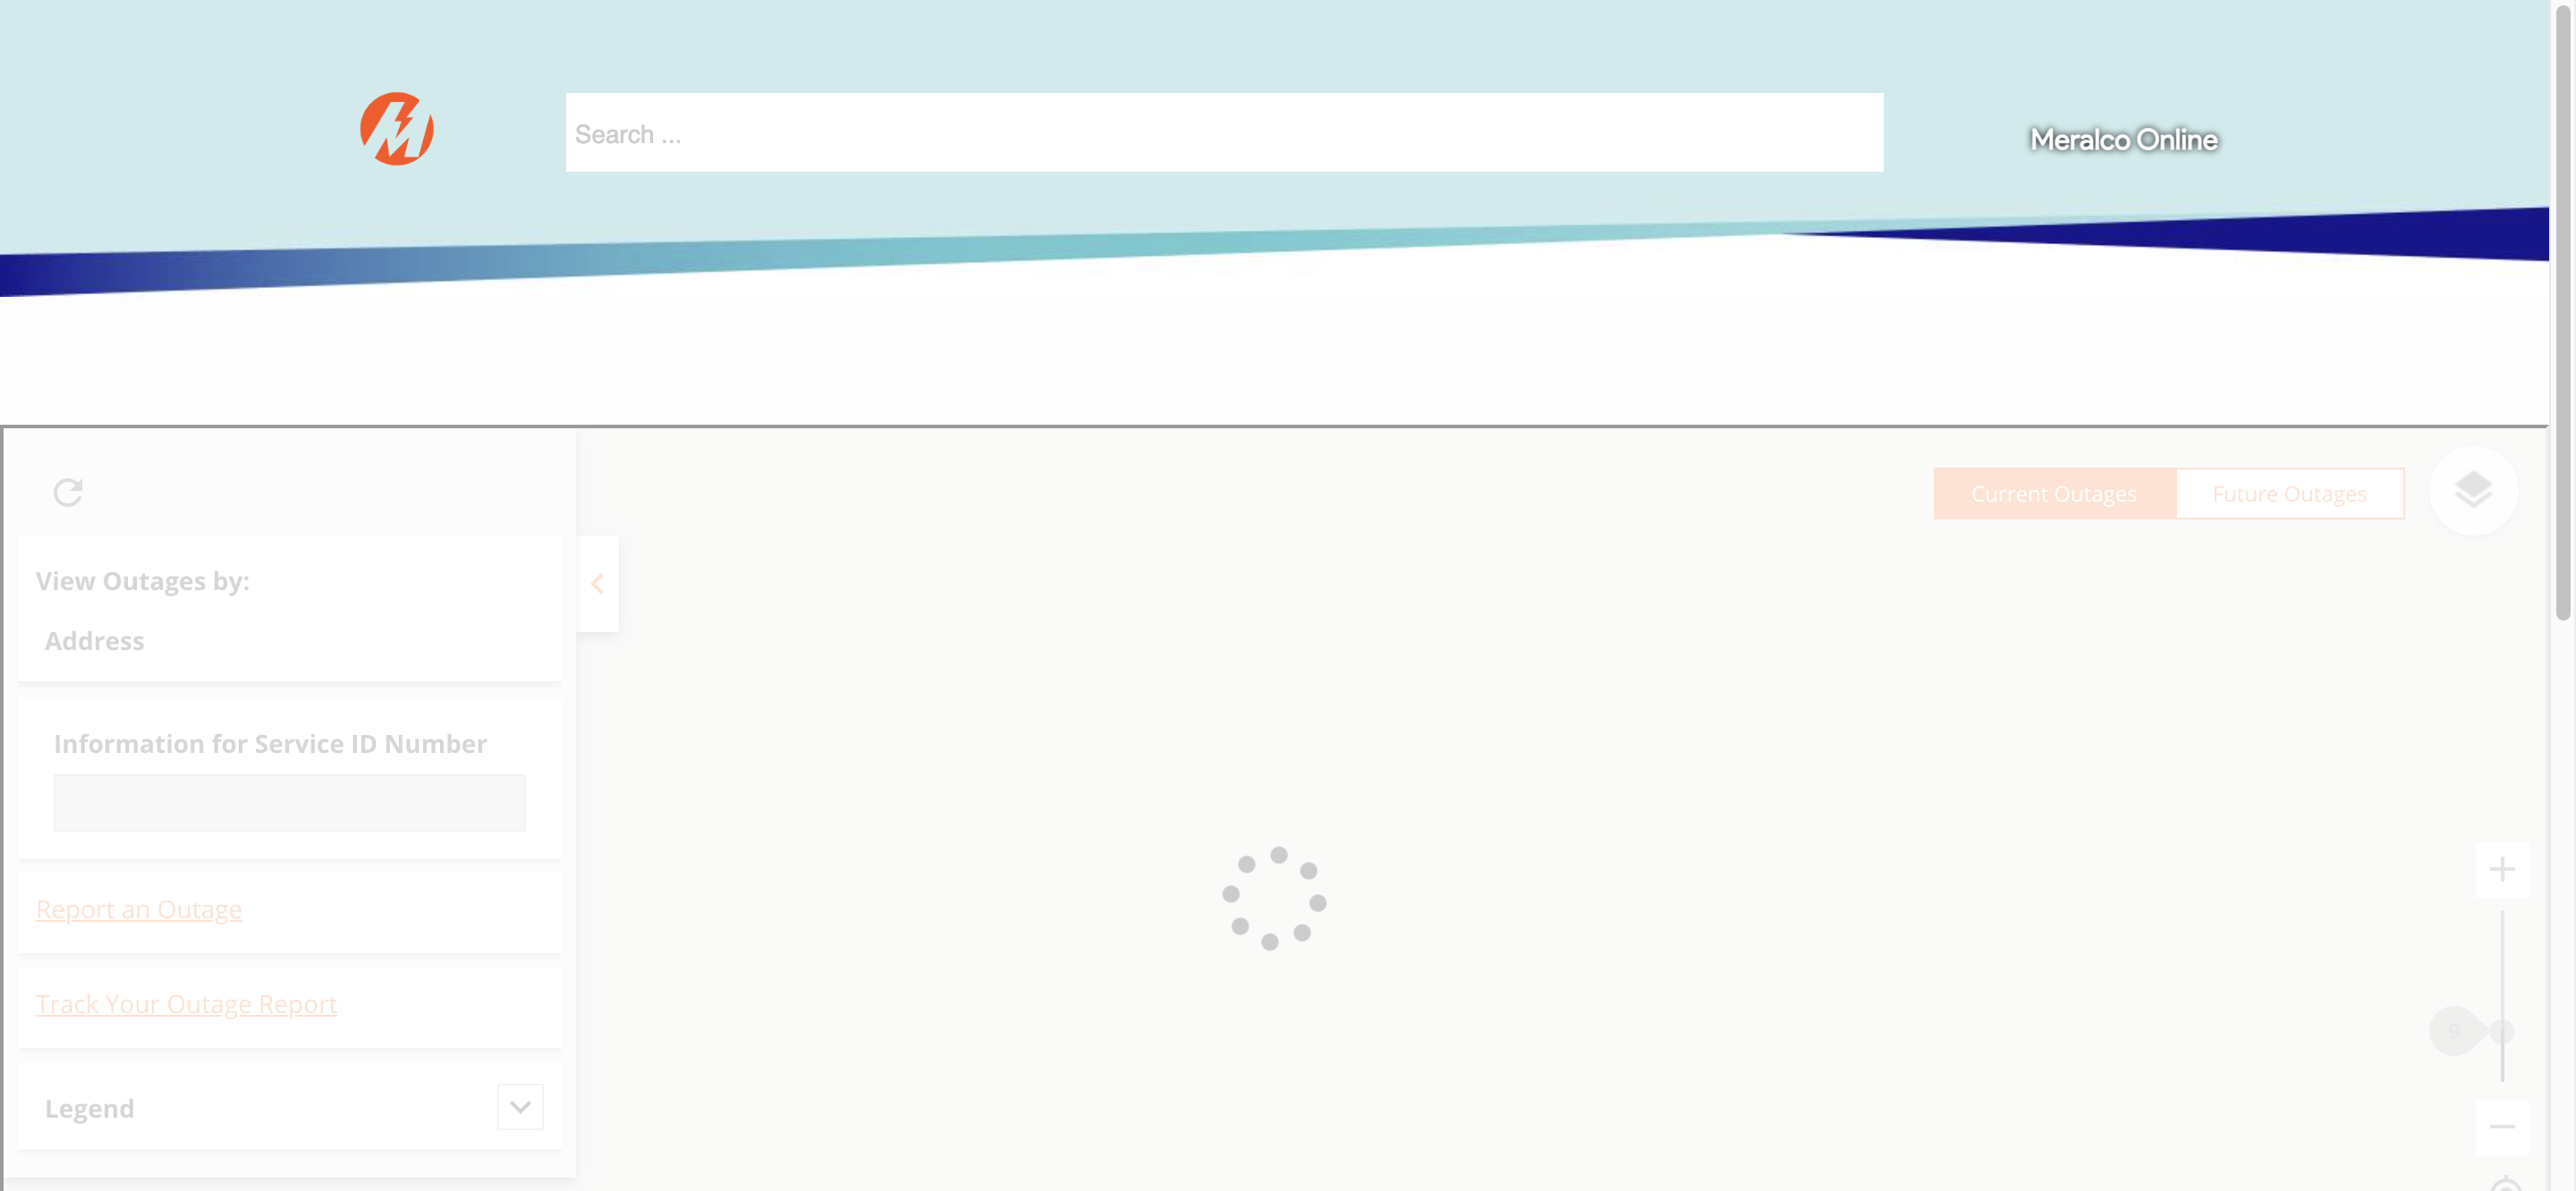 Search ...
Meralco Online
Current Outages
Future Outages
View Outages by:
Address
Information for Service ID Number
Report an Outage
Track Your Outage Report
9
Legend